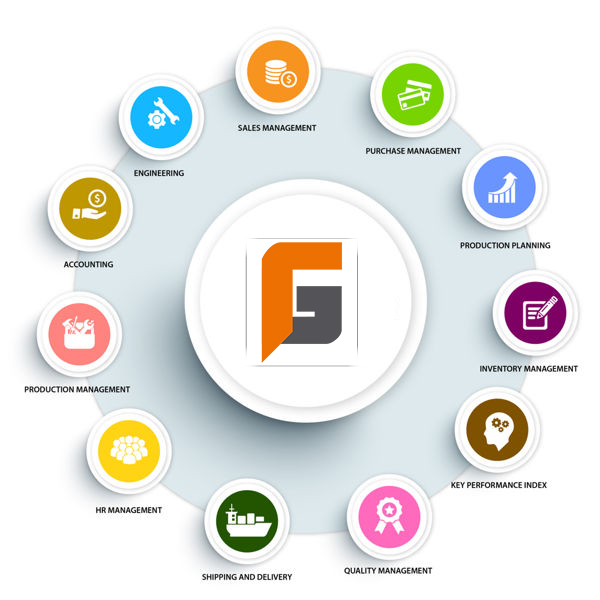 SALES MANAGEMENT
PURCHASE MANAGEMENT
ENGINEERING
PRODUCTION PLANNING
ACCOUNTING
INVENTORY MANAGEMENT
PRODUCTION MANAGEMENT
KEY PERFORMANCE INDEX
HR MANAGEMENT
QUALITY MANAGEMENT
SHIPPING AND DELIVERY